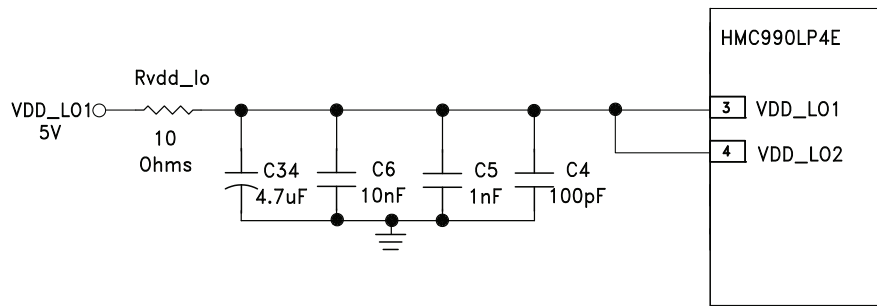 HMC990LP4E
Rvdd_lo
VDD_LO1
5V
10
Ohms
3 VDD_LO1
4 VDD_LO2
C34
4.7uF
C6
10nF
C5
1nF
C4
100pF